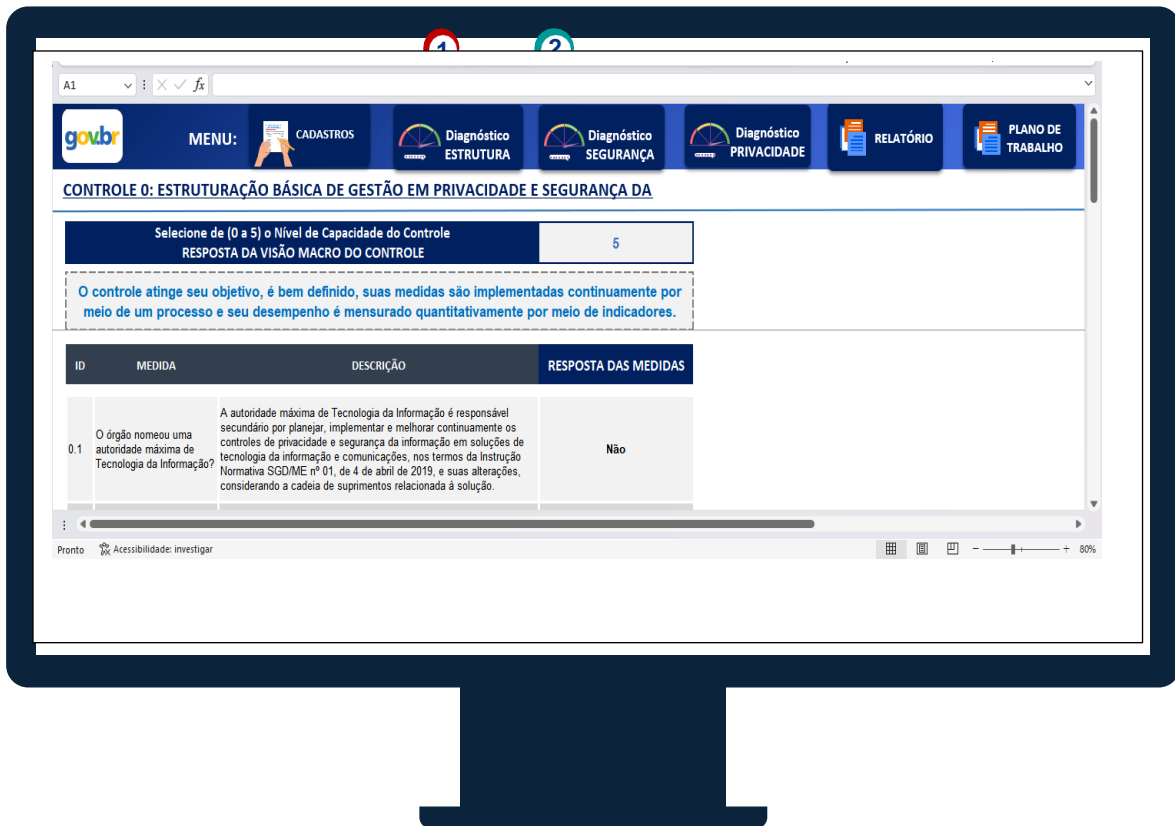 1 2
A1 fx
gov.br MENU: CADASTROS Diagnóstico ESTRUTURA Diagnóstico SEGURANÇA Diagnóstico PRIVACIDADE RELATÓRIO PLANO DE TRABALHO
CONTROLE 0: ESTRUTURAÇÃO BÁSICA DE GESTÃO EM PRIVACIDADE E SEGURANÇA DA
Selecione de (0 a 5) o Nível de Capacidade do Controle
RESPOSTA DA VISÃO MACRO DO CONTROLE
5
O controle atinge seu objetivo, é bem definido, suas medidas são implementadas continuamente por
meio de um processo e seu desempenho é mensurado quantitativamente por meio de indicadores.
ID MEDIDA DESCRIÇÃO RESPOSTA DAS MEDIDAS
0.1
O órgão nomeou uma
autoridade máxima de
Tecnologia da Informação?
A autoridade máxima de Tecnologia da Informação é responsável
secundário por planejar, implementar e melhorar continuamente os
controles de privacidade e segurança da informação em soluções de
tecnologia da informação e comunicações, nos termos da Instrução
Normativa SGD/ME nº 01, de 4 de abril de 2019, e suas alterações,
considerando a cadeia de suprimentos relacionada à solução.
Não
Pronto Acessibilidade: investigar 80%